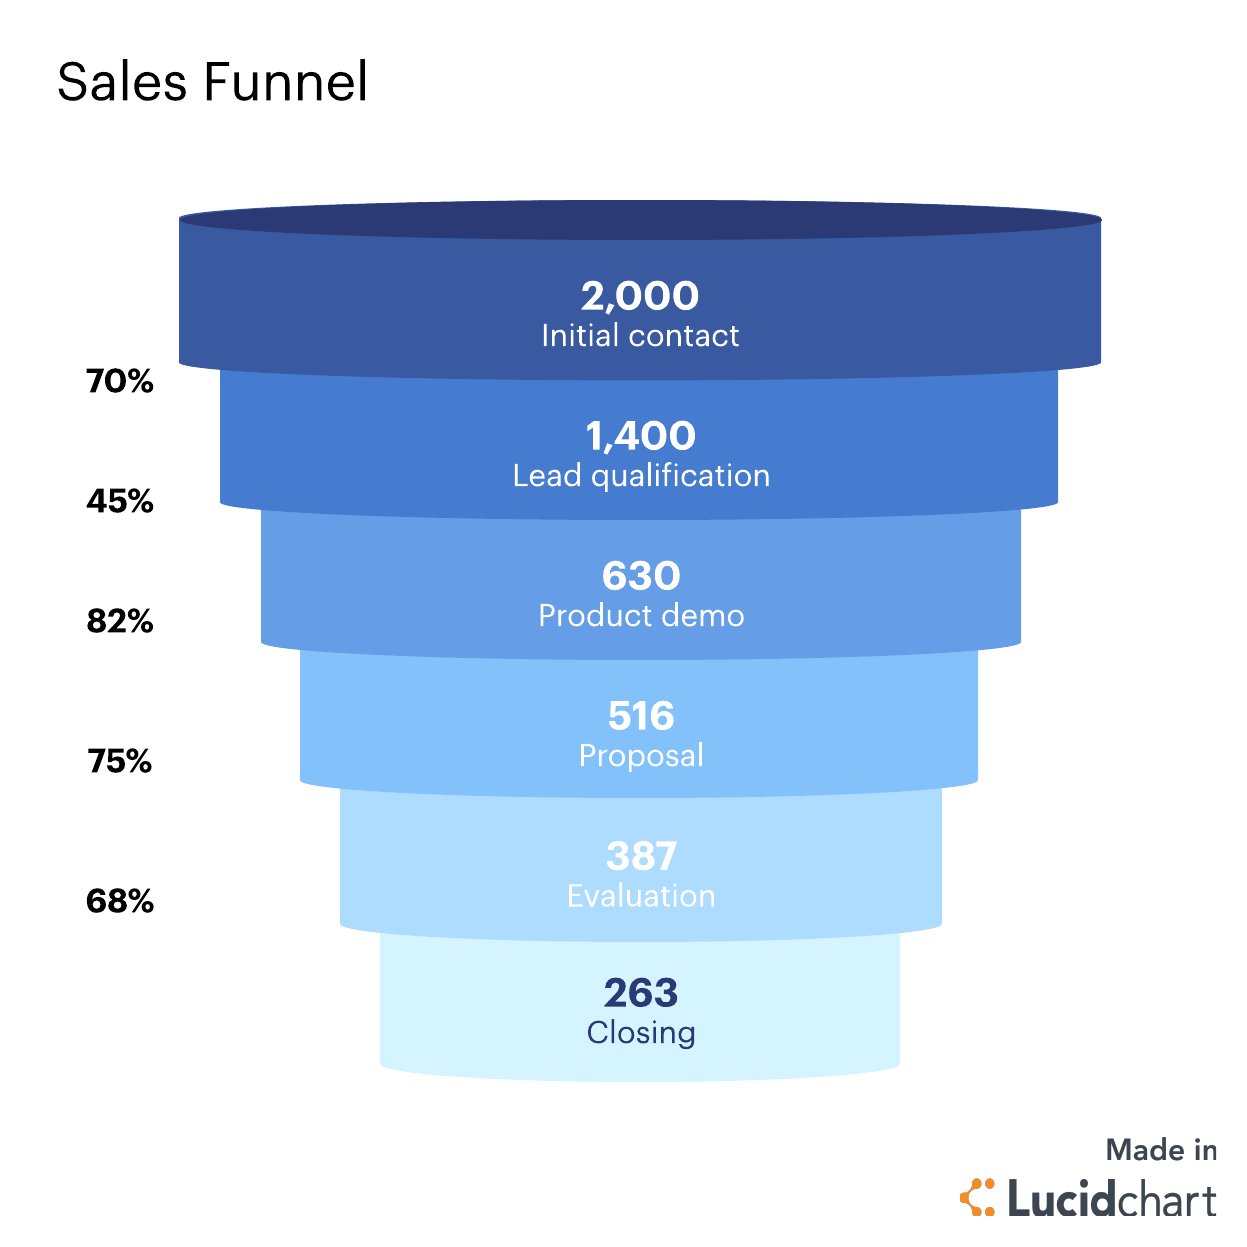 Sales Funnel
2,000
Initial contact
70%
1,400
Lead qualification
45%
630
Product demo
82%
516
Proposal
75%
387
Evaluation
68%
263
Closing
Made in
Lucidchart